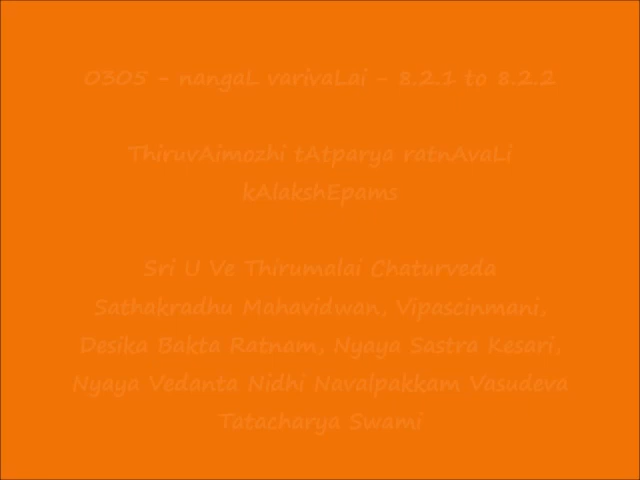 0305 - nangaL varivaLai - 8.2.1 to 8.2.2
ThiruvAimozhi tAtparya ratnAvaLi
kAlakshEpams
Sri U Ve Thirumalai Chaturveda
Sathakradhu Mahavidwan, Vipascinmani,
Desika Bakta Ratnam, Nyaya Sastra Kesari,
Nyaya Vedanta Nidhi Navalpakkam Vasudeva
Tatacharya Swami